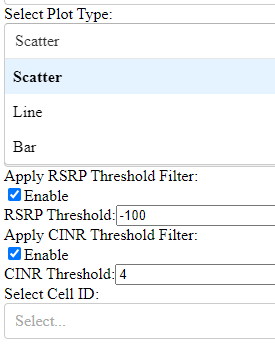 Select Plot Type:
Scatter
Scatter
Line
Bar
Apply RSRP Threshold Filter:
Enable
RSRP Threshold: -100
Apply CINR Threshold Filter:
Enable
CINR Threshold: 4
Select Cell ID:
Select...